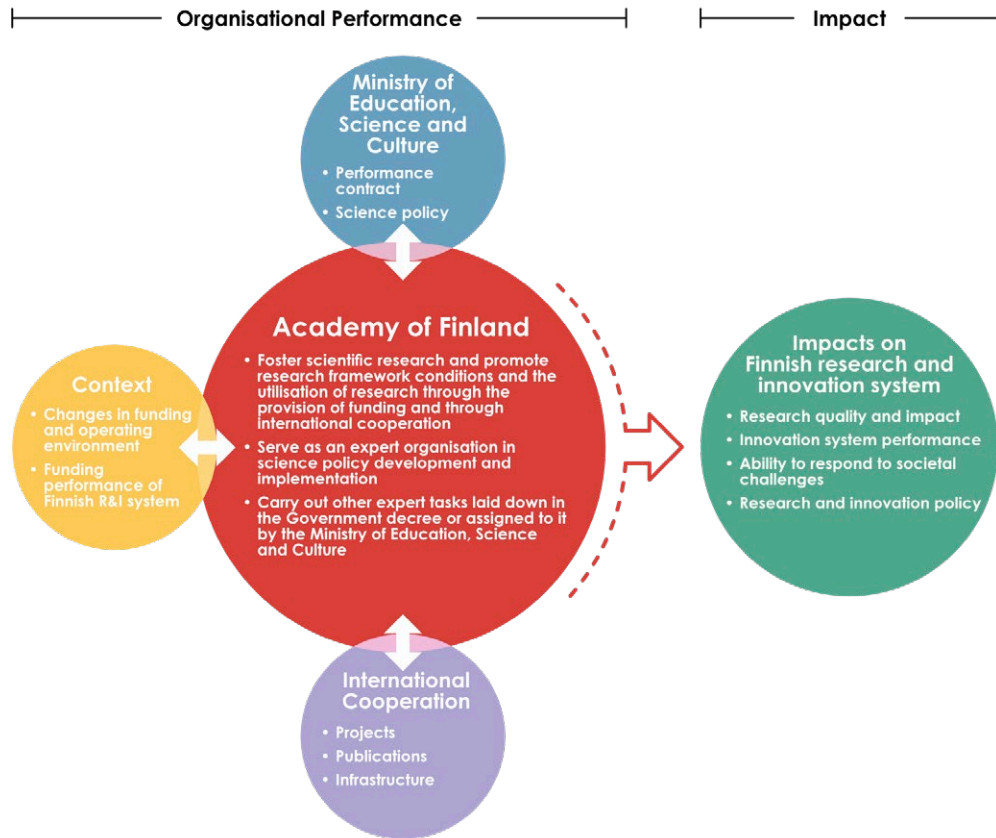 Organisational Performance
Impact
Ministry of
Education,
Science and
Culture
• Performance
contract
• Science policy
Academy of Finland
• Foster scientific research and promote
research framework conditions and the
utilisation of research through the
provision of funding and through
international cooperation
• Serve as an expert organisation in
science policy development and
implementation
• Carry out other expert tasks laid down in
the Government decree or assigned to it
by the Ministry of Education, Science
and Culture
Context
• Changes in funding
and operating
environment
• Funding
performance of
Finnish R&I system
Impacts on
Finnish research and
innovation system
• Research quality and impact
• Innovation system performance
• Ability to respond to societal
challenges
• Research and innovation policy
International
Cooperation
• Projects
• Publications
• Infrastructure